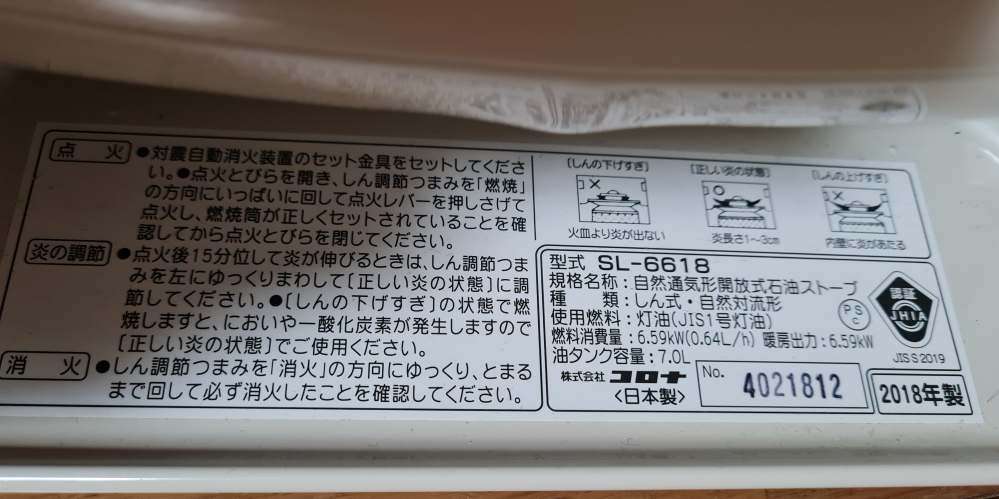 点火
●対震自動消火装置のセット金具をセットしてくださ
い。●点火とびらを開き、しん調節つまみを「燃焼」
の方向にいっぱいに回して点火レバーを押しさげて
点火し、燃焼筒が正しくセットされていることを確
認してから点火とびらを閉じてください。
炎の調節
●点火後15分位して炎が伸びるときは、しん調節つま
みを左にゆっくりまわして〔正しい炎の状態〕に調
節してください。●〔しんの下げすぎ〕の状態で燃
焼しますと、においや一酸化炭素が発生しますので
〔正しい炎の状態〕でご使用ください。
消火
●しん調節つまみを「消火」の方向にゆっくり、とまる
まで回して必ず消火したことを確認してください。
〔しんの下げすぎ〕
火皿より炎が出ない
〔正しい炎の状態〕
炎長さ1~3cm
〔しんの上げすぎ〕
内壁に炎があたる
型式 SL-6618
規格名称:自然通気形開放式石油ストーブ
種類:しん式・自然対流形
使用燃料:灯油(JIS1号灯油)
燃料消費量:6.59kW(0.64L/h) 暖房出力:6.59kW
油タンク容量:7.0L
株式会社 コロナ
〈日本製〉
No. 4021812
PS
C
認証
JHIA
JIS S 2019
2018年製